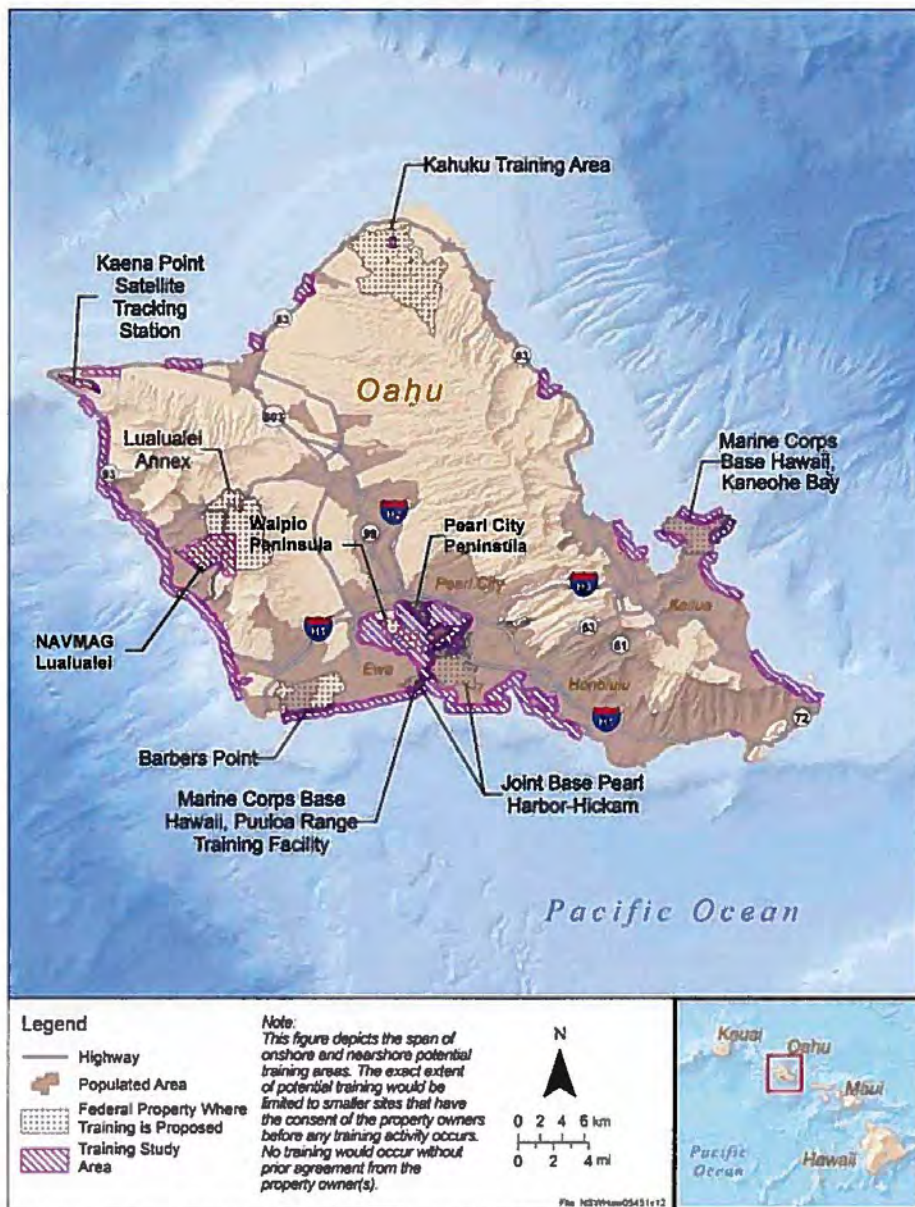 Kahuku Training Area
Kaena Point
Satellite
Tracking
Station
83
83
Oahu
803
Lualualei
Annex
Marine Corps
Base Hawaii,
Kaneohe Bay
93
H2
Waipio
Peninsula
99
Pearl City
Peninsula
Pearl City
H3
Kailua
NAVMAG
Lualualei
H1
63
61
Ewa
Honolulu
H1
72
Barbers Point
Marine Corps Base
Hawaii, Puuloa Range
Training Facility
Joint Base Pearl
Harbor-Hickam
Pacific Ocean
Legend
Highway
Populated Area
Federal Property Where
Training is Proposed
Training Study
Area
Note:
This figure depicts the span of
onshore and nearshore potential
training areas. The exact extent
of potential training would be
limited to smaller sites that have
the consent of the property owners
before any training activity occurs.
No training would occur without
prior agreement from the
property owner(s).
N
0 2 4 6 km
0 2 4 mi
File NSWHaw05451v12
Kauai
Oahu
Maui
Pacific
Ocean
Hawaii